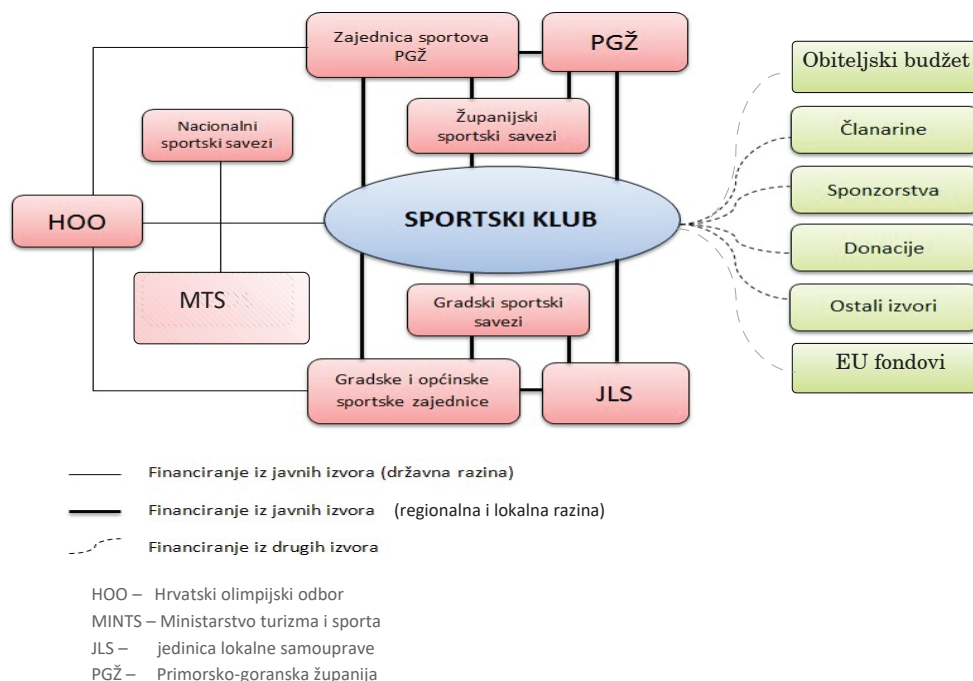 Zajednica sportova
PGŽ
PGŽ
Obiteljski budžet
Nacionalni
sportski savezi
Županijski
sportski savezi
Članarine
HOO
SPORTSKI KLUB
Sponzorstva
MTS
Gradski sportski
savezi
Donacije
Ostali izvori
Gradske i općinske
sportske zajednice
JLS
EU fondovi
Financiranje iz javnih izvora (državna razina)
Financiranje iz javnih izvora (regionalna i lokalna razina)
Financiranje iz drugih izvora
HOO – Hrvatski olimpijski odbor
MINTS – Ministarstvo turizma i sporta
JLS – jedinica lokalne samouprave
PGŽ – Primorsko-goranska županija